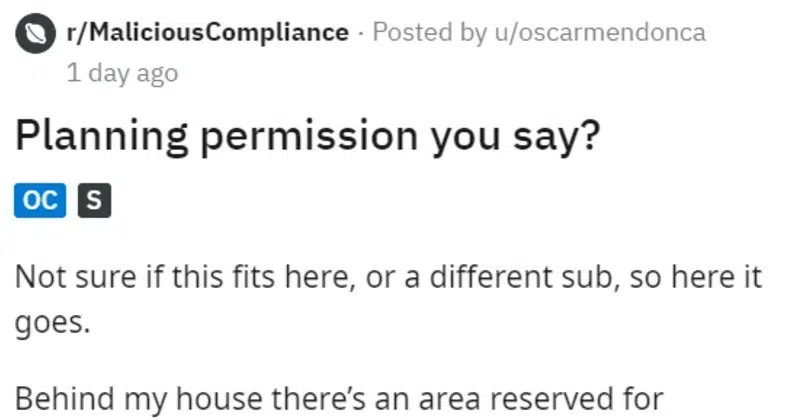 r/MaliciousCompliance · Posted by u/oscarmendonca
1 day ago
Planning permission you say?
OC S
Not sure if this fits here, or a different sub, so here it
goes.
Behind my house there’s an area reserved for